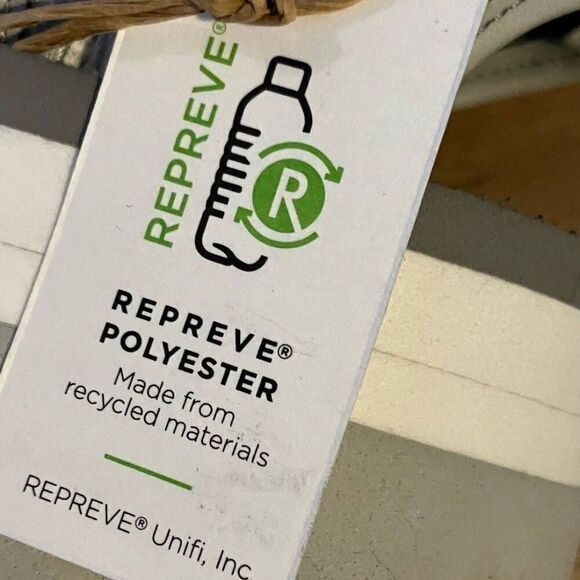 REPREVE®
R
REPREVE®
POLYESTER
Made from
recycled materials
REPREVE® Unifi, Inc